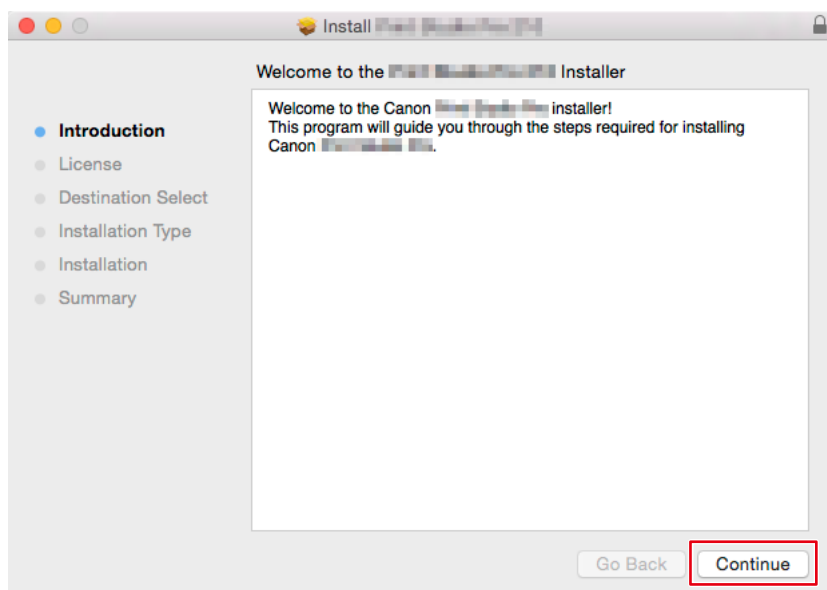 Install
Welcome to the Installer
Introduction
License
Destination Select
Installation Type
Installation
Summary
Welcome to the Canon installer!
This program will guide you through the steps required for installing
Canon .
Go Back
Continue